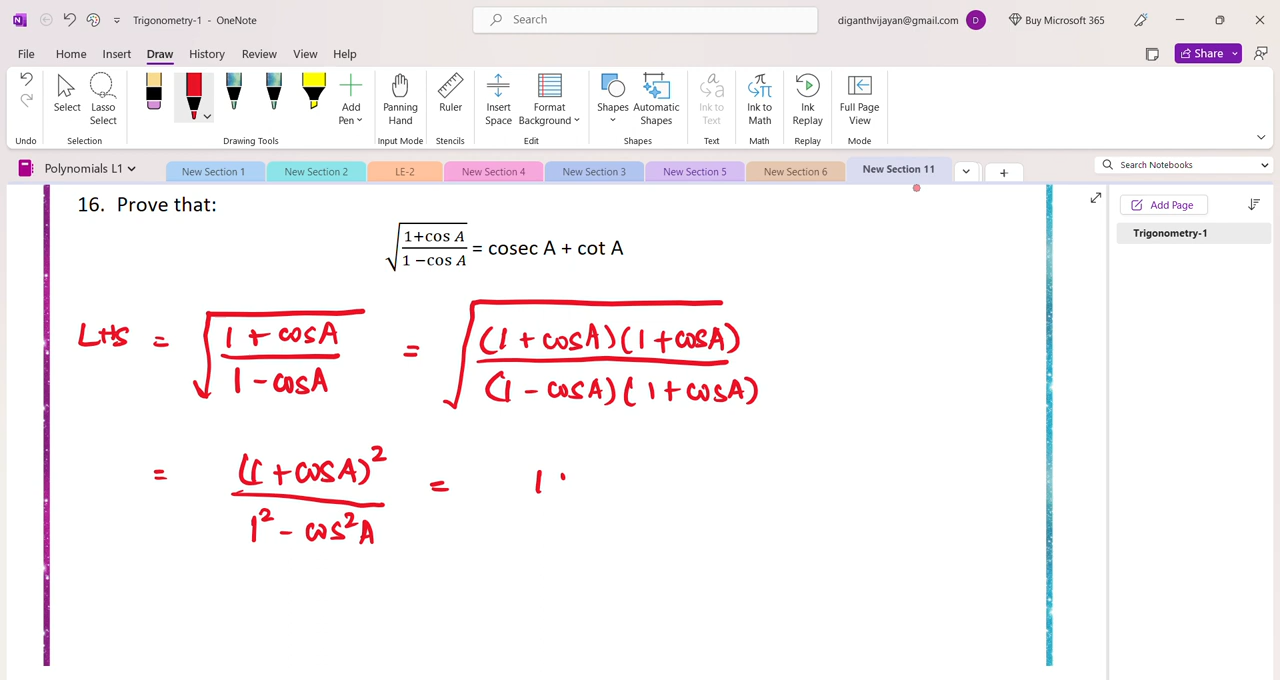 Trigonometry-1 - OneNote
Search
diganthvijayan@gmail.com
D
Buy Microsoft 365
File Home Insert Draw History Review View Help
Share
Undo
Select
Lasso Select
Selection
Drawing Tools
Add Pen
Panning Hand
Input Mode
Ruler
Stencils
Insert Space
Format Background
Edit
Shapes
Automatic Shapes
Shapes
Ink to Text
Text
Ink to Math
Math
Ink Replay
Replay
Full Page View
Mode
Polynomials L1
New Section 1
New Section 2
LE-2
New Section 4
New Section 3
New Section 5
New Section 6
New Section 11
+
Search Notebooks
Add Page
Trigonometry-1
16. Prove that:
√((1+cos A)/(1−cos A)) = cosec A + cot A
LHS = √((1 + cosA)/(1 - cosA)) = √(((1 + cosA)(1 + cosA))/((1 - cosA)(1 + cosA)))
= (1 + cosA)²/(1² - cos²A) = 1